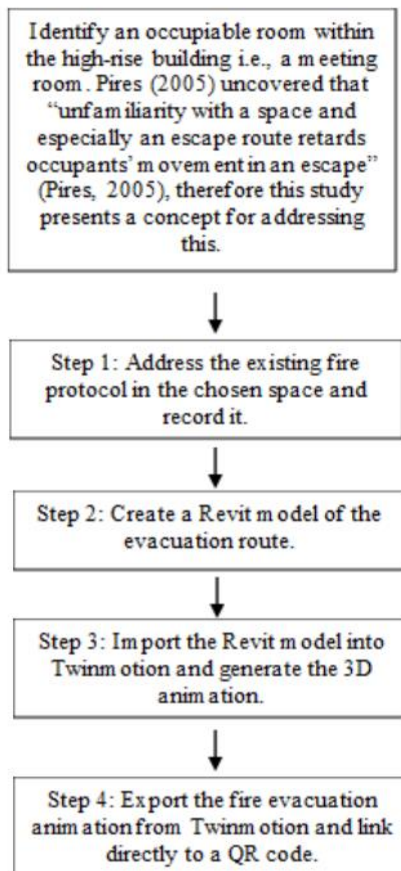 Identify an occupiable room within
the high-rise building i.e., a meeting
room. Pires (2005) uncovered that
“unfamiliarity with a space and
especially an escape route retards
occupants’ movement in an escape”
(Pires, 2005), therefore this study
presents a concept for addressing
this.
Step 1: Address the existing fire
protocol in the chosen space and
record it.
Step 2: Create a Revit model of the
evacuation route.
Step 3: Import the Revit model into
Twinmotion and generate the 3D
animation.
Step 4: Export the fire evacuation
animation from Twinmotion and link
directly to a QR code.